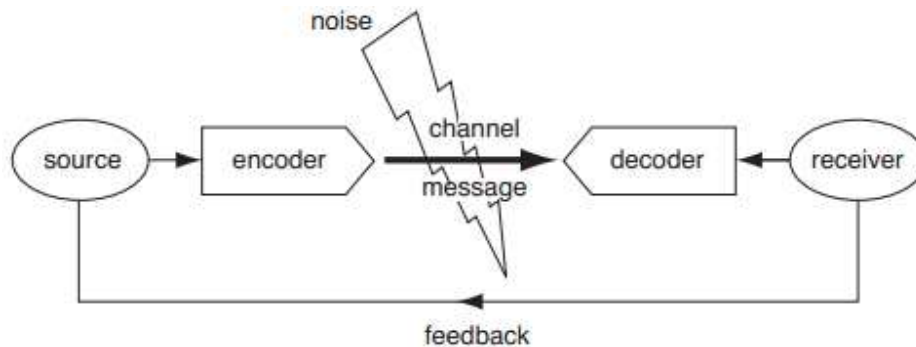 noise
channel
source
encoder
decoder
receiver
message
feedback